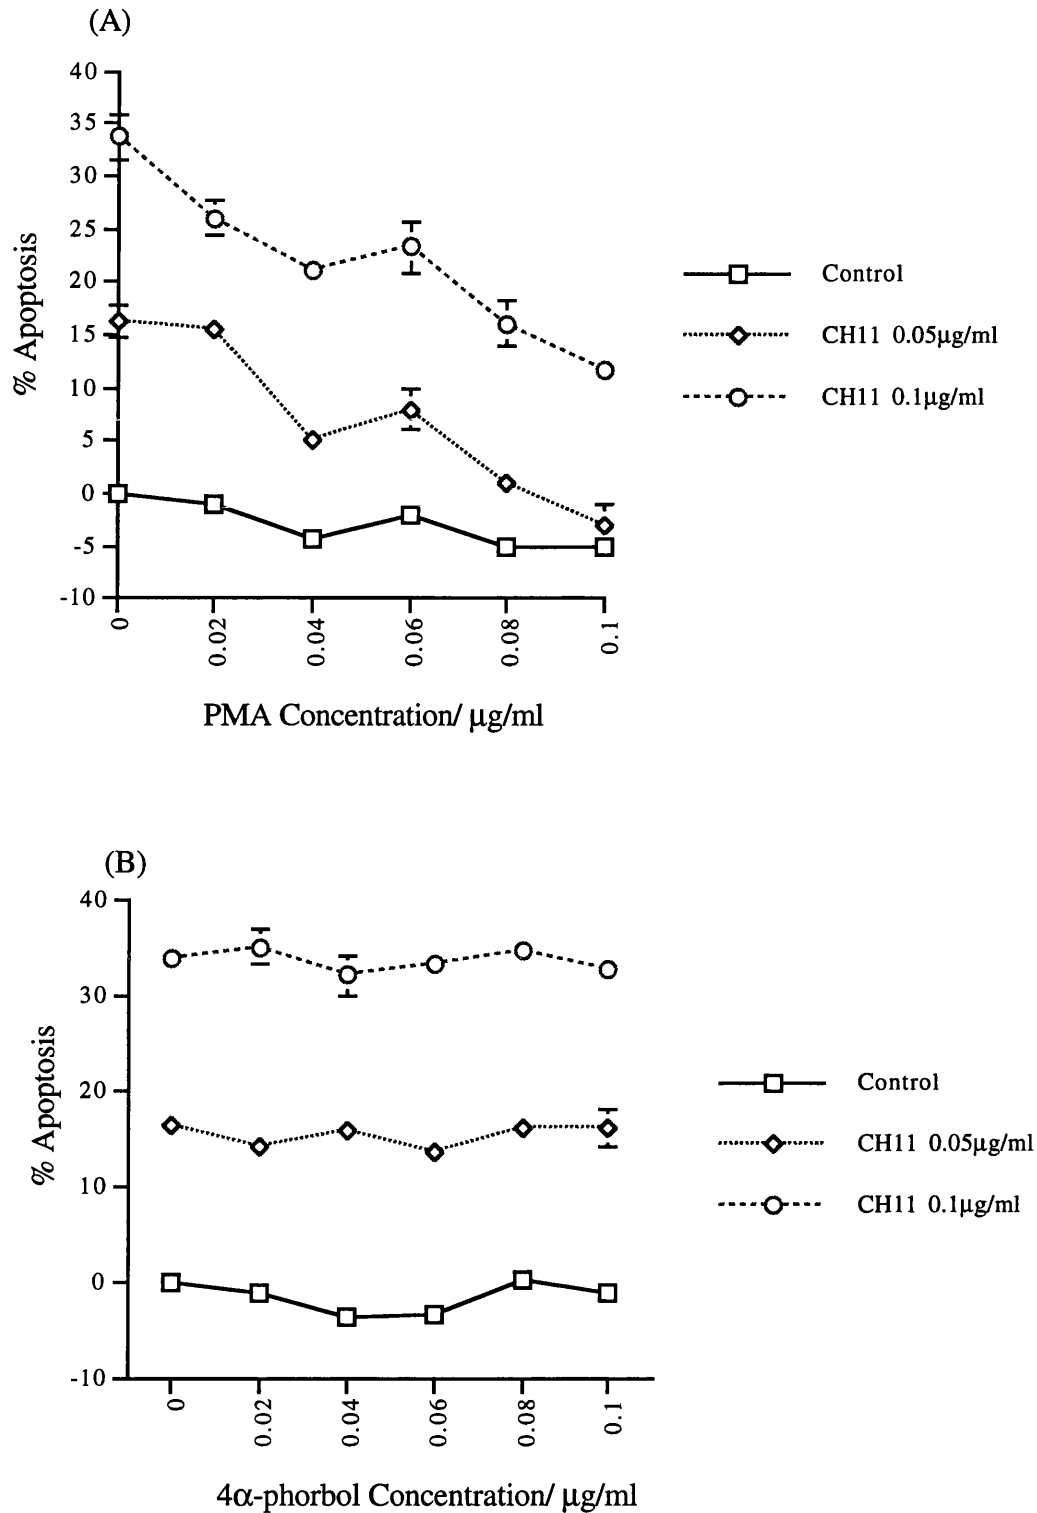 (A)
40
35
30
25
20
15
10
5
0
-5
-10
% Apoptosis
0
0.02
0.04
0.06
0.08
0.1
PMA Concentration/ μg/ml
Control
CH11 0.05μg/ml
CH11 0.1μg/ml
(B)
40
30
20
10
0
-10
% Apoptosis
0
0.02
0.04
0.06
0.08
0.1
4α-phorbol Concentration/ μg/ml
Control
CH11 0.05μg/ml
CH11 0.1μg/ml